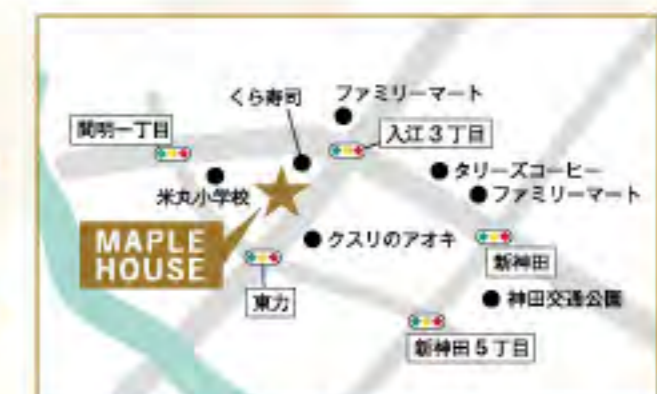 くら寿司
ファミリーマート
間明一丁目
入江3丁目
タリーズコーヒー
ファミリーマート
米丸小学校
MAPLE
HOUSE
クスリのアオキ
新神田
東力
神田交通公園
新神田5丁目